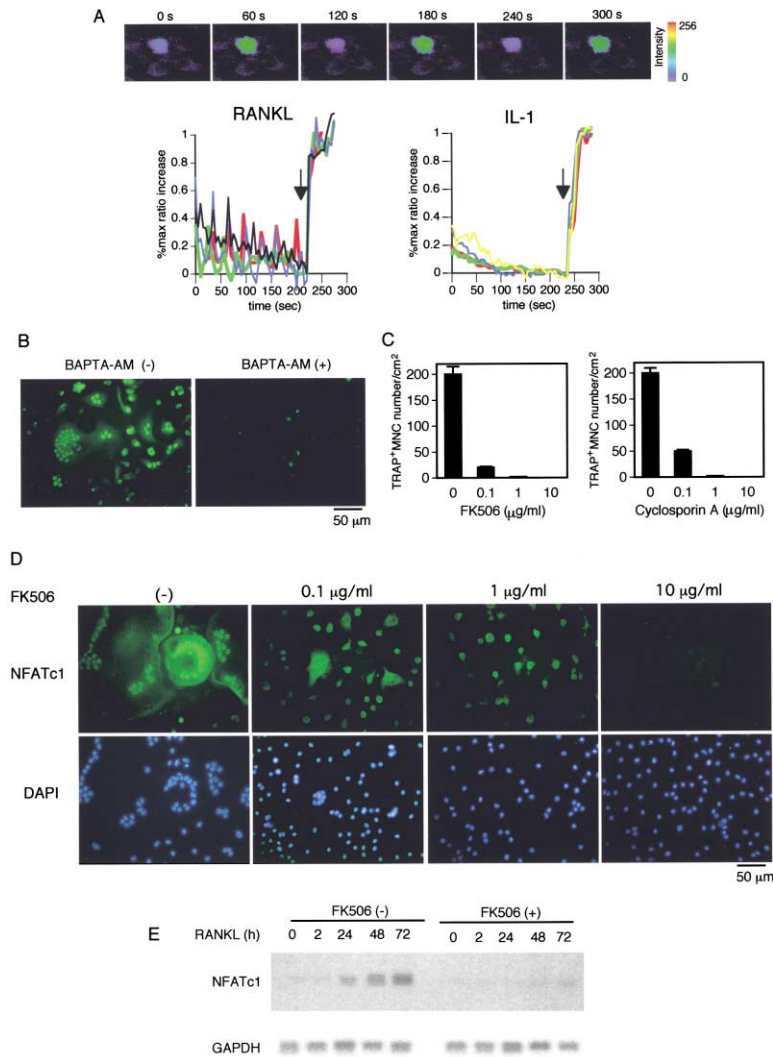 A
0 s 60 s 120 s 180 s 240 s 300 s
256
Intensity
0
RANKL
%max ratio increase
1
0.8
0.6
0.4
0.2
0
0 50 100 150 200 250 300
time (sec)
IL-1
%max ratio increase
1
0.8
0.6
0.4
0.2
0
0 50 100 150 200 250 300
time (sec)
B
BAPTA-AM (-) BAPTA-AM (+)
50 μm
C
TRAP+MNC number/cm2
200
150
100
50
0
0 0.1 1 10
FK506 (μg/ml)
TRAP+MNC number/cm2
200
150
100
50
0
0 0.1 1 10
Cyclosporin A (μg/ml)
D
FK506 (-) 0.1 μg/ml 1 μg/ml 10 μg/ml
NFATc1
DAPI
50 μm
E
FK506 (-) FK506 (+)
RANKL (h) 0 2 24 48 72 0 2 24 48 72
NFATc1
GAPDH